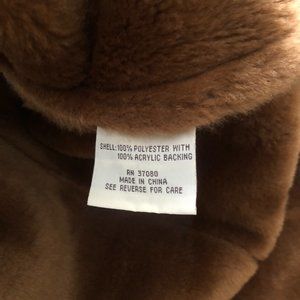 SHELL:100% POLYESTER WITH
100% ACRYLIC BACKING
RN 37080
MADE IN CHINA
SEE REVERSE FOR CARE